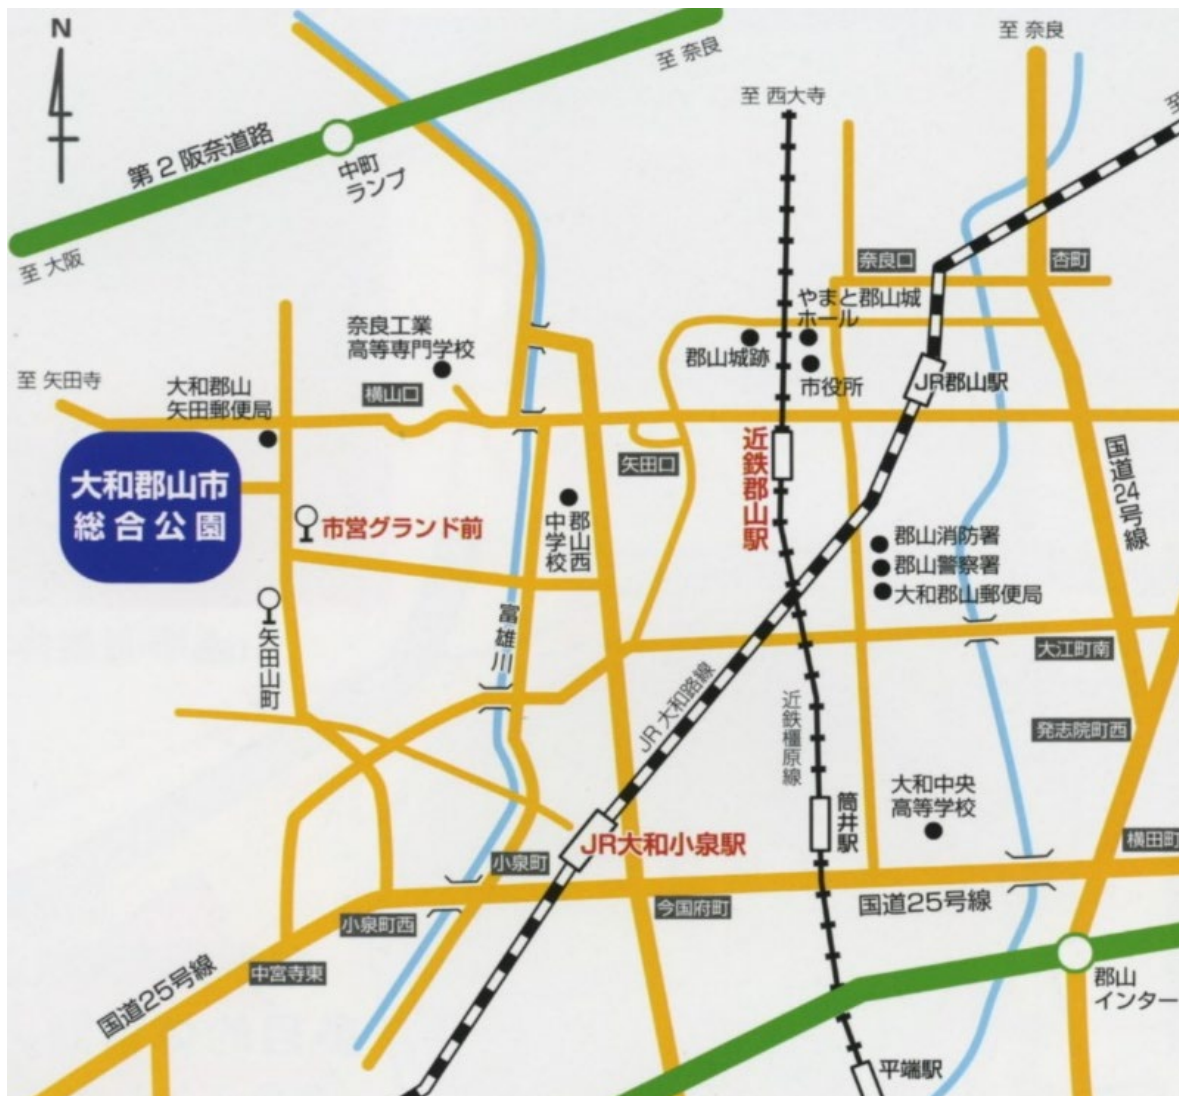 N
至 奈良
至 奈良
至 西大寺
至
第2阪奈道路
中町
ランプ
至 大阪
奈良口
杏町
やまと郡山城
ホール
奈良工業
高等専門学校
郡山城跡
市役所
JR郡山駅
至 矢田寺
大和郡山
矢田郵便局
横山口
矢田口
近鉄郡山駅
国道24号線
大和郡山市
総合公園
市営グランド前
郡山西
中学校
郡山消防署
郡山警察署
大和郡山郵便局
富雄川
矢田山町
大江町南
JR大和路線
近鉄橿原線
発志院町西
大和中央
高等学校
筒井駅
横田町
JR大和小泉駅
小泉町
今国府町
国道25号線
小泉町西
中宮寺東
国道25号線
郡山
インター
平端駅